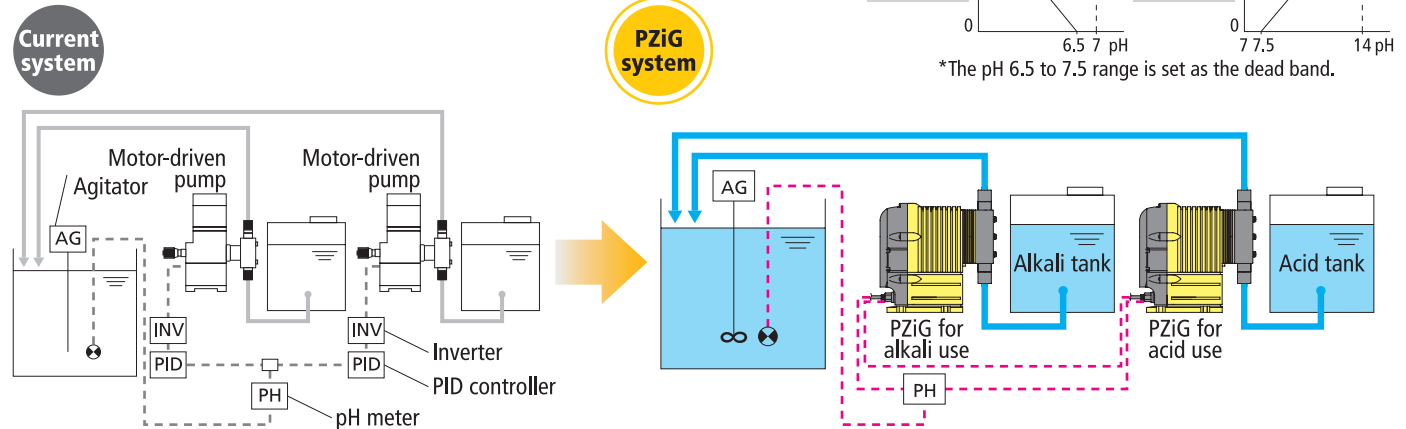 Current
system
PZiG
system
0
6.5 7 pH
0
7 7.5
14 pH
*The pH 6.5 to 7.5 range is set as the dead band.
Motor-driven
pump
Agitator
AG
Motor-driven
pump
INV
PID
INV
PID
Inverter
PID controller
PH
pH meter
AG
Alkali tank
PZiG for
alkali use
Acid tank
PZiG for
acid use
PH